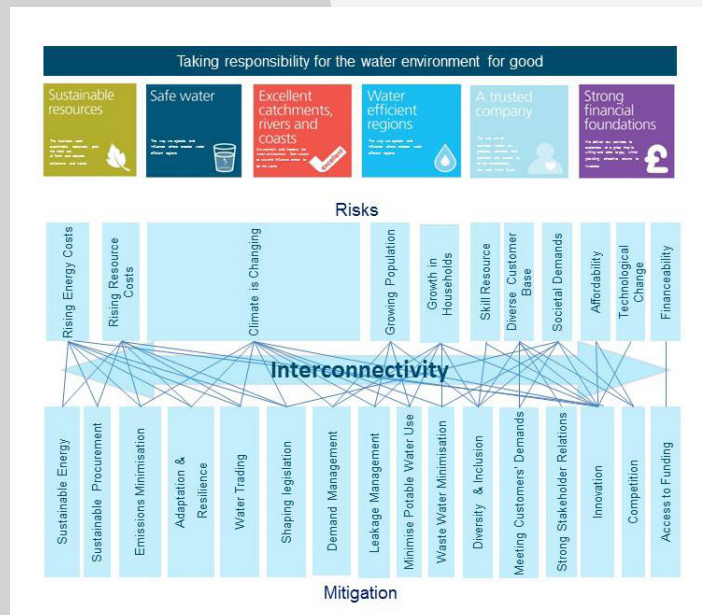 Taking responsibility for the water environment for good
Sustainable
resources
Safe water
Excellent
catchments,
rivers and
coasts
excellent
Water
efficient
regions
A trusted
company
Strong
financial
foundations
£
Risks
Rising Energy Costs
Rising Resource
Costs
Climate is Changing
Growing Population
Growth in
Households
Skill Resource
Diverse Customer
Base
Societal Demands
Affordability
Technological
Change
Financeability
Interconnectivity
Sustainable Energy
Sustainable Procurement
Emissions Minimisation
Adaptation &
Resilience
Water Trading
Shaping legislation
Demand Management
Leakage Management
Minimise Potable Water Use
Waste Water Minimisation
Diversity & Inclusion
Meeting Customers' Demands
Strong Stakeholder Relations
Innovation
Competition
Access to Funding
Mitigation